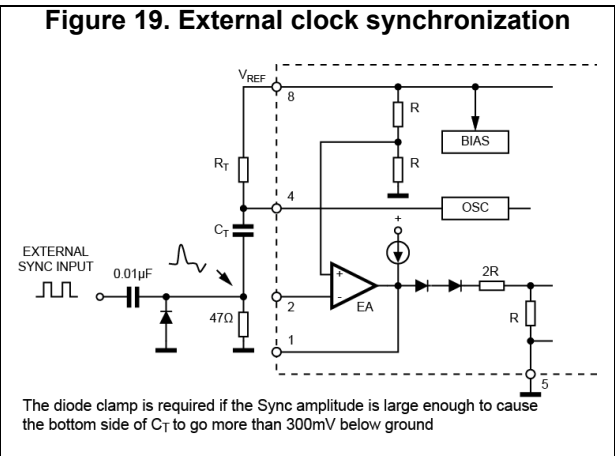 Figure 19. External clock synchronization
VREF
8
R
BIAS
RT
R
4
OSC
CT
+
EXTERNAL
SYNC INPUT
0.01µF
2R
+
-
EA
2
47Ω
R
1
5
The diode clamp is required if the Sync amplitude is large enough to cause
the bottom side of CT to go more than 300mV below ground